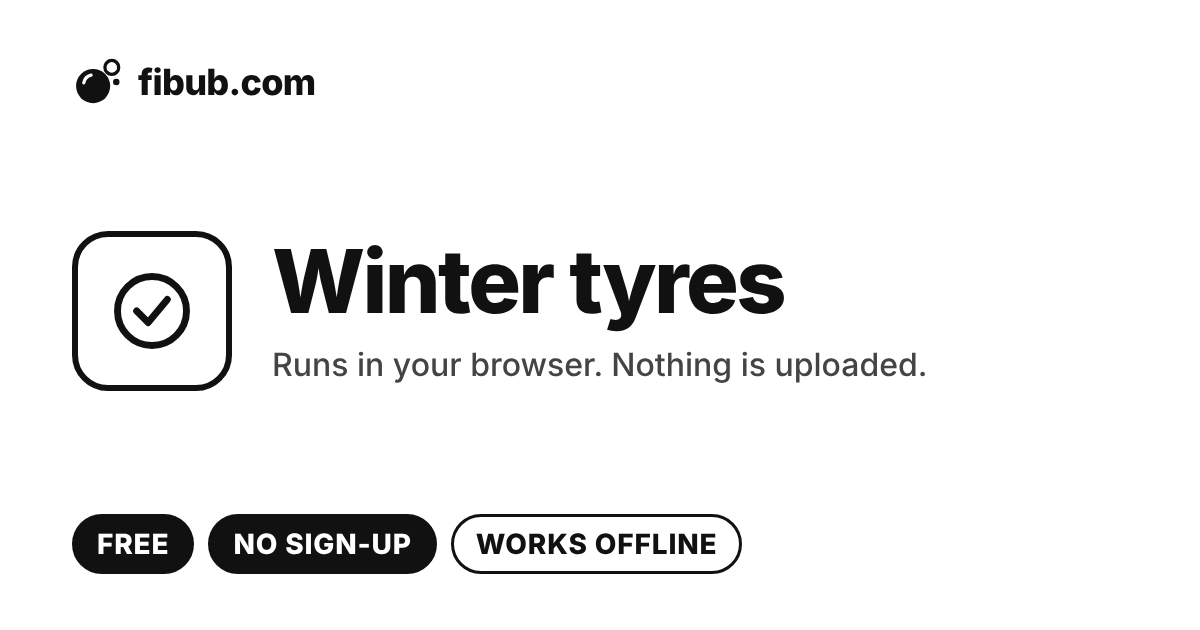 fibub.com
Winter tyres
Runs in your browser. Nothing is uploaded.
FREE
NO SIGN-UP
WORKS OFFLINE